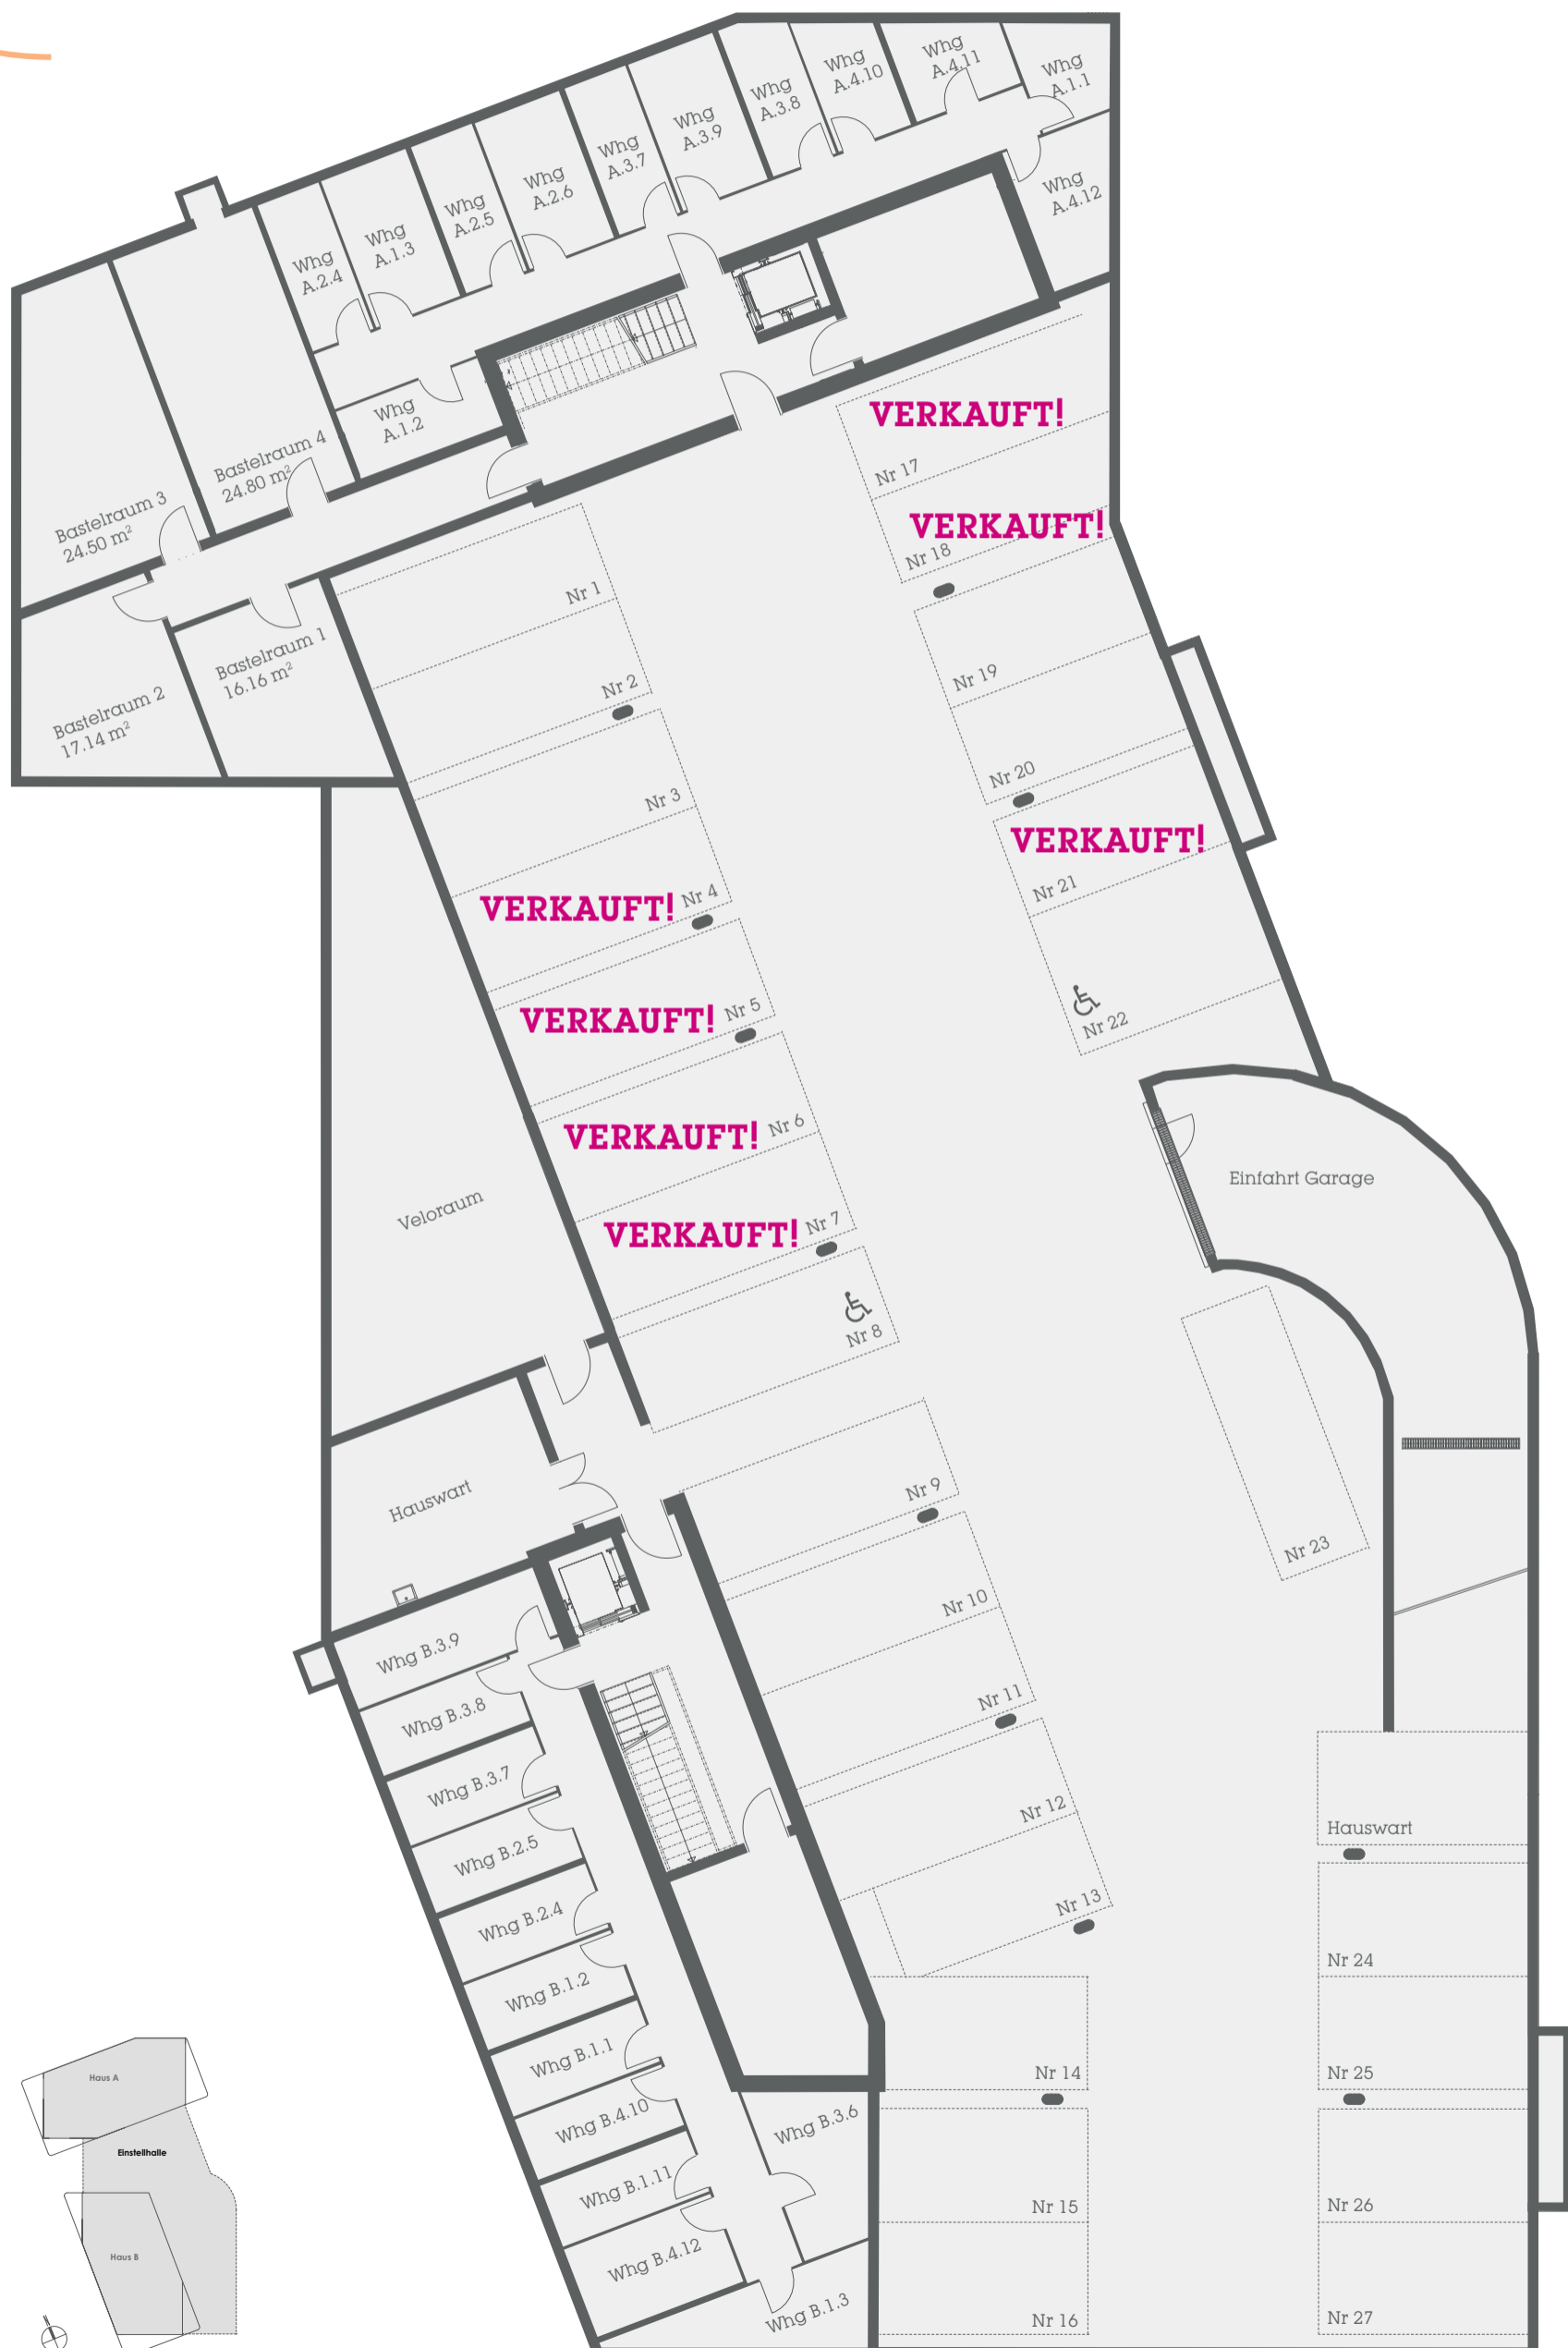 Whg
A.4.11
Whg
A.4.10
Whg
A.1.1
Whg
A.3.8
Whg
A.3.9
Whg
A.3.7
Whg
A.2.6
Whg
A.2.5
Whg
A.1.3
Whg
A.2.4
Whg
A.4.12
Whg
A.1.2
Bastelraum 4
24.80 m²
Bastelraum 3
24.50 m²
Bastelraum 1
16.16 m²
Bastelraum 2
17.14 m²
VERKAUFT!
Nr 17
VERKAUFT!
Nr 18
Nr 1
Nr 2
Nr 19
Nr 20
Nr 3
VERKAUFT!
Nr 21
VERKAUFT! Nr 4
VERKAUFT! Nr 5
Nr 22
VERKAUFT! Nr 6
VERKAUFT! Nr 7
Einfahrt Garage
Veloraum
Nr 8
Hauswart
Nr 9
Nr 23
Nr 10
Nr 11
Nr 12
Nr 13
Whg B.3.9
Whg B.3.8
Whg B.3.7
Whg B.2.5
Whg B.2.4
Whg B.1.2
Whg B.1.1
Whg B.4.10
Whg B.1.11
Whg B.4.12
Whg B.3.6
Whg B.1.3
Hauswart
Nr 24
Nr 14
Nr 25
Nr 15
Nr 26
Nr 16
Nr 27
Haus A
Einstellhalle
Haus B